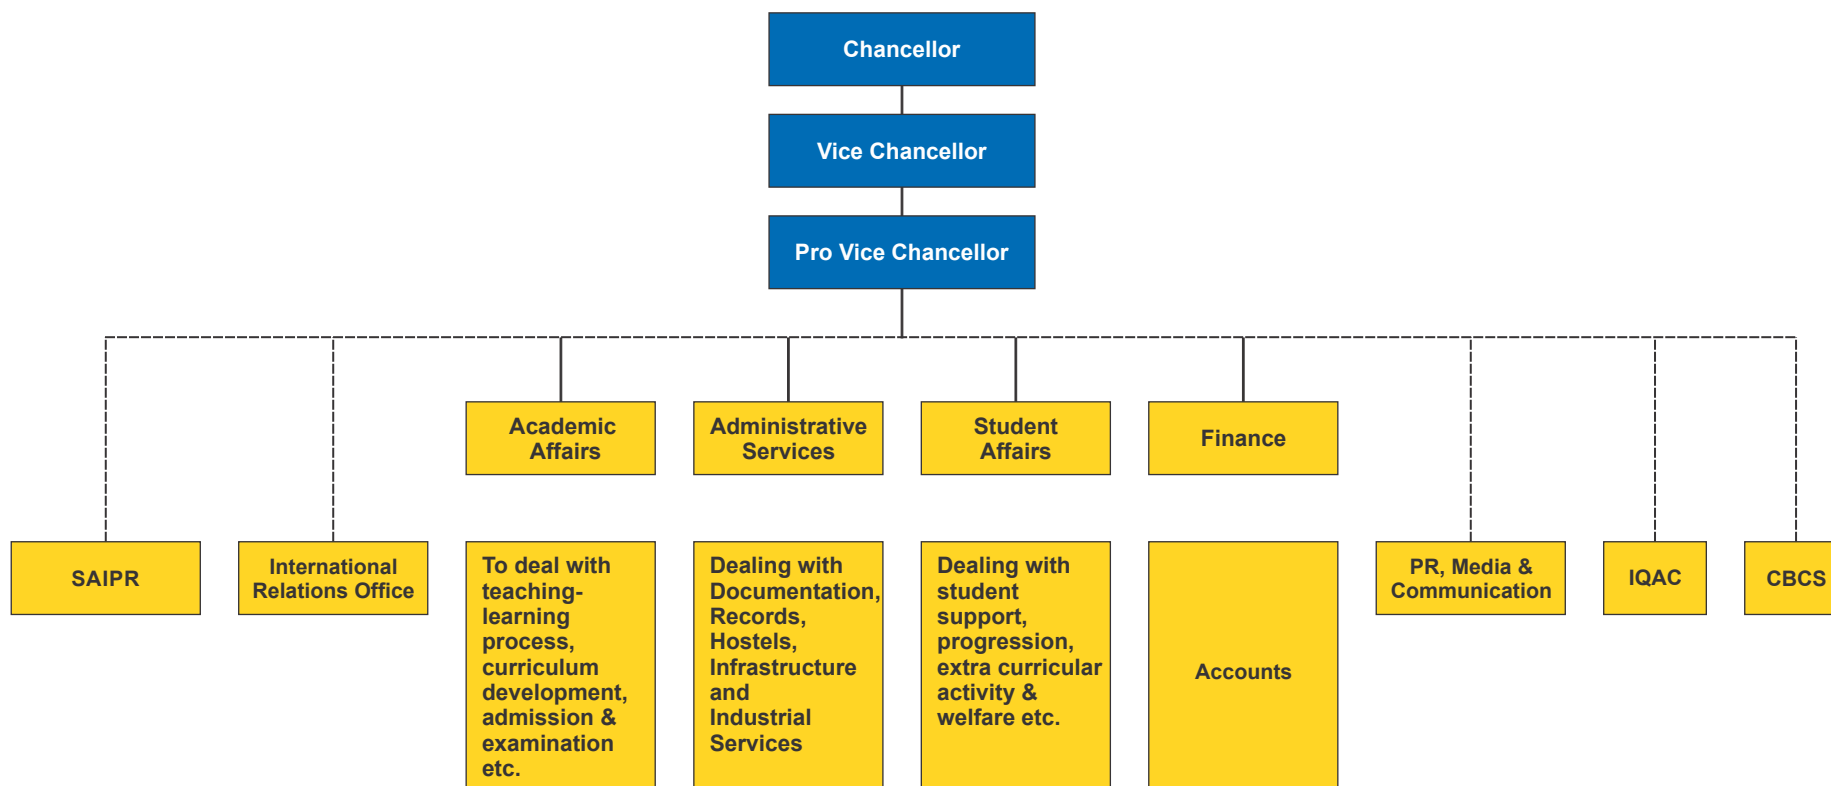 Chancellor
Vice Chancellor
Pro Vice Chancellor
Academic
Affairs
Administrative
Services
Student
Affairs
Finance
SAIPR
International
Relations Office
To deal with
teaching-
learning
process,
curriculum
development,
admission &
examination
etc.
Dealing with
Documentation,
Records,
Hostels,
Infrastructure
and
Industrial
Services
Dealing with
student
support,
progression,
extra curricular
activity &
welfare etc.
Accounts
PR, Media &
Communication
IQAC
CBCS